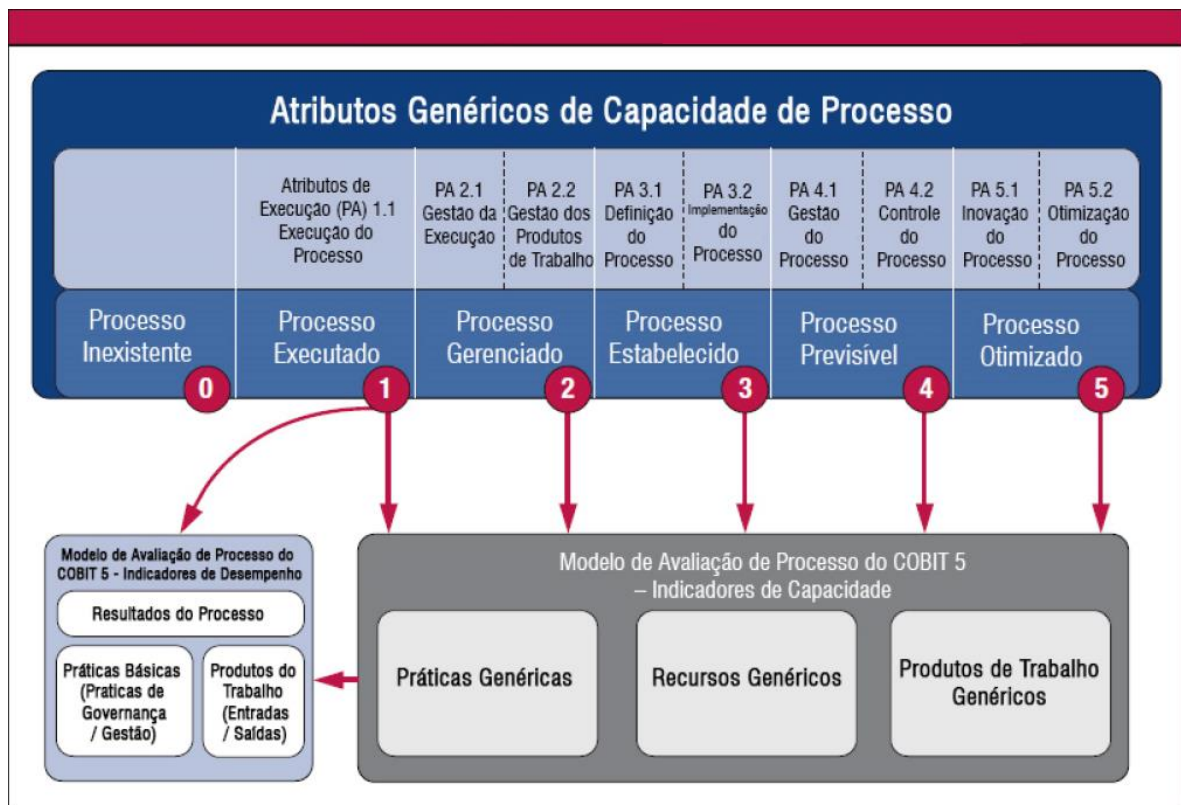 Atributos Genéricos de Capacidade de Processo
Atributos de
Execução (PA) 1.1
Execução do
Processo
PA 2.1
Gestão da
Execução
PA 2.2
Gestão dos
Produtos
de Trabalho
PA 3.1
Definição
do
Processo
PA 3.2
Implementação
do
Processo
PA 4.1
Gestão
do
Processo
PA 4.2
Controle
do
Processo
PA 5.1
Inovação
do
Processo
PA 5.2
Otimização
do
Processo
Processo
Inexistente
0
Processo
Executado
1
Processo
Gerenciado
2
Processo
Estabelecido
3
Processo
Previsível
4
Processo
Otimizado
5
Modelo de Avaliação de Processo do
COBIT 5 - Indicadores de Desempenho
Resultados do Processo
Práticas Básicas
(Praticas de
Governança
/ Gestão)
Produtos do
Trabalho
(Entradas
/ Saídas)
Modelo de Avaliação de Processo do COBIT 5
– Indicadores de Capacidade
Práticas Genéricas
Recursos Genéricos
Produtos de Trabalho
Genéricos